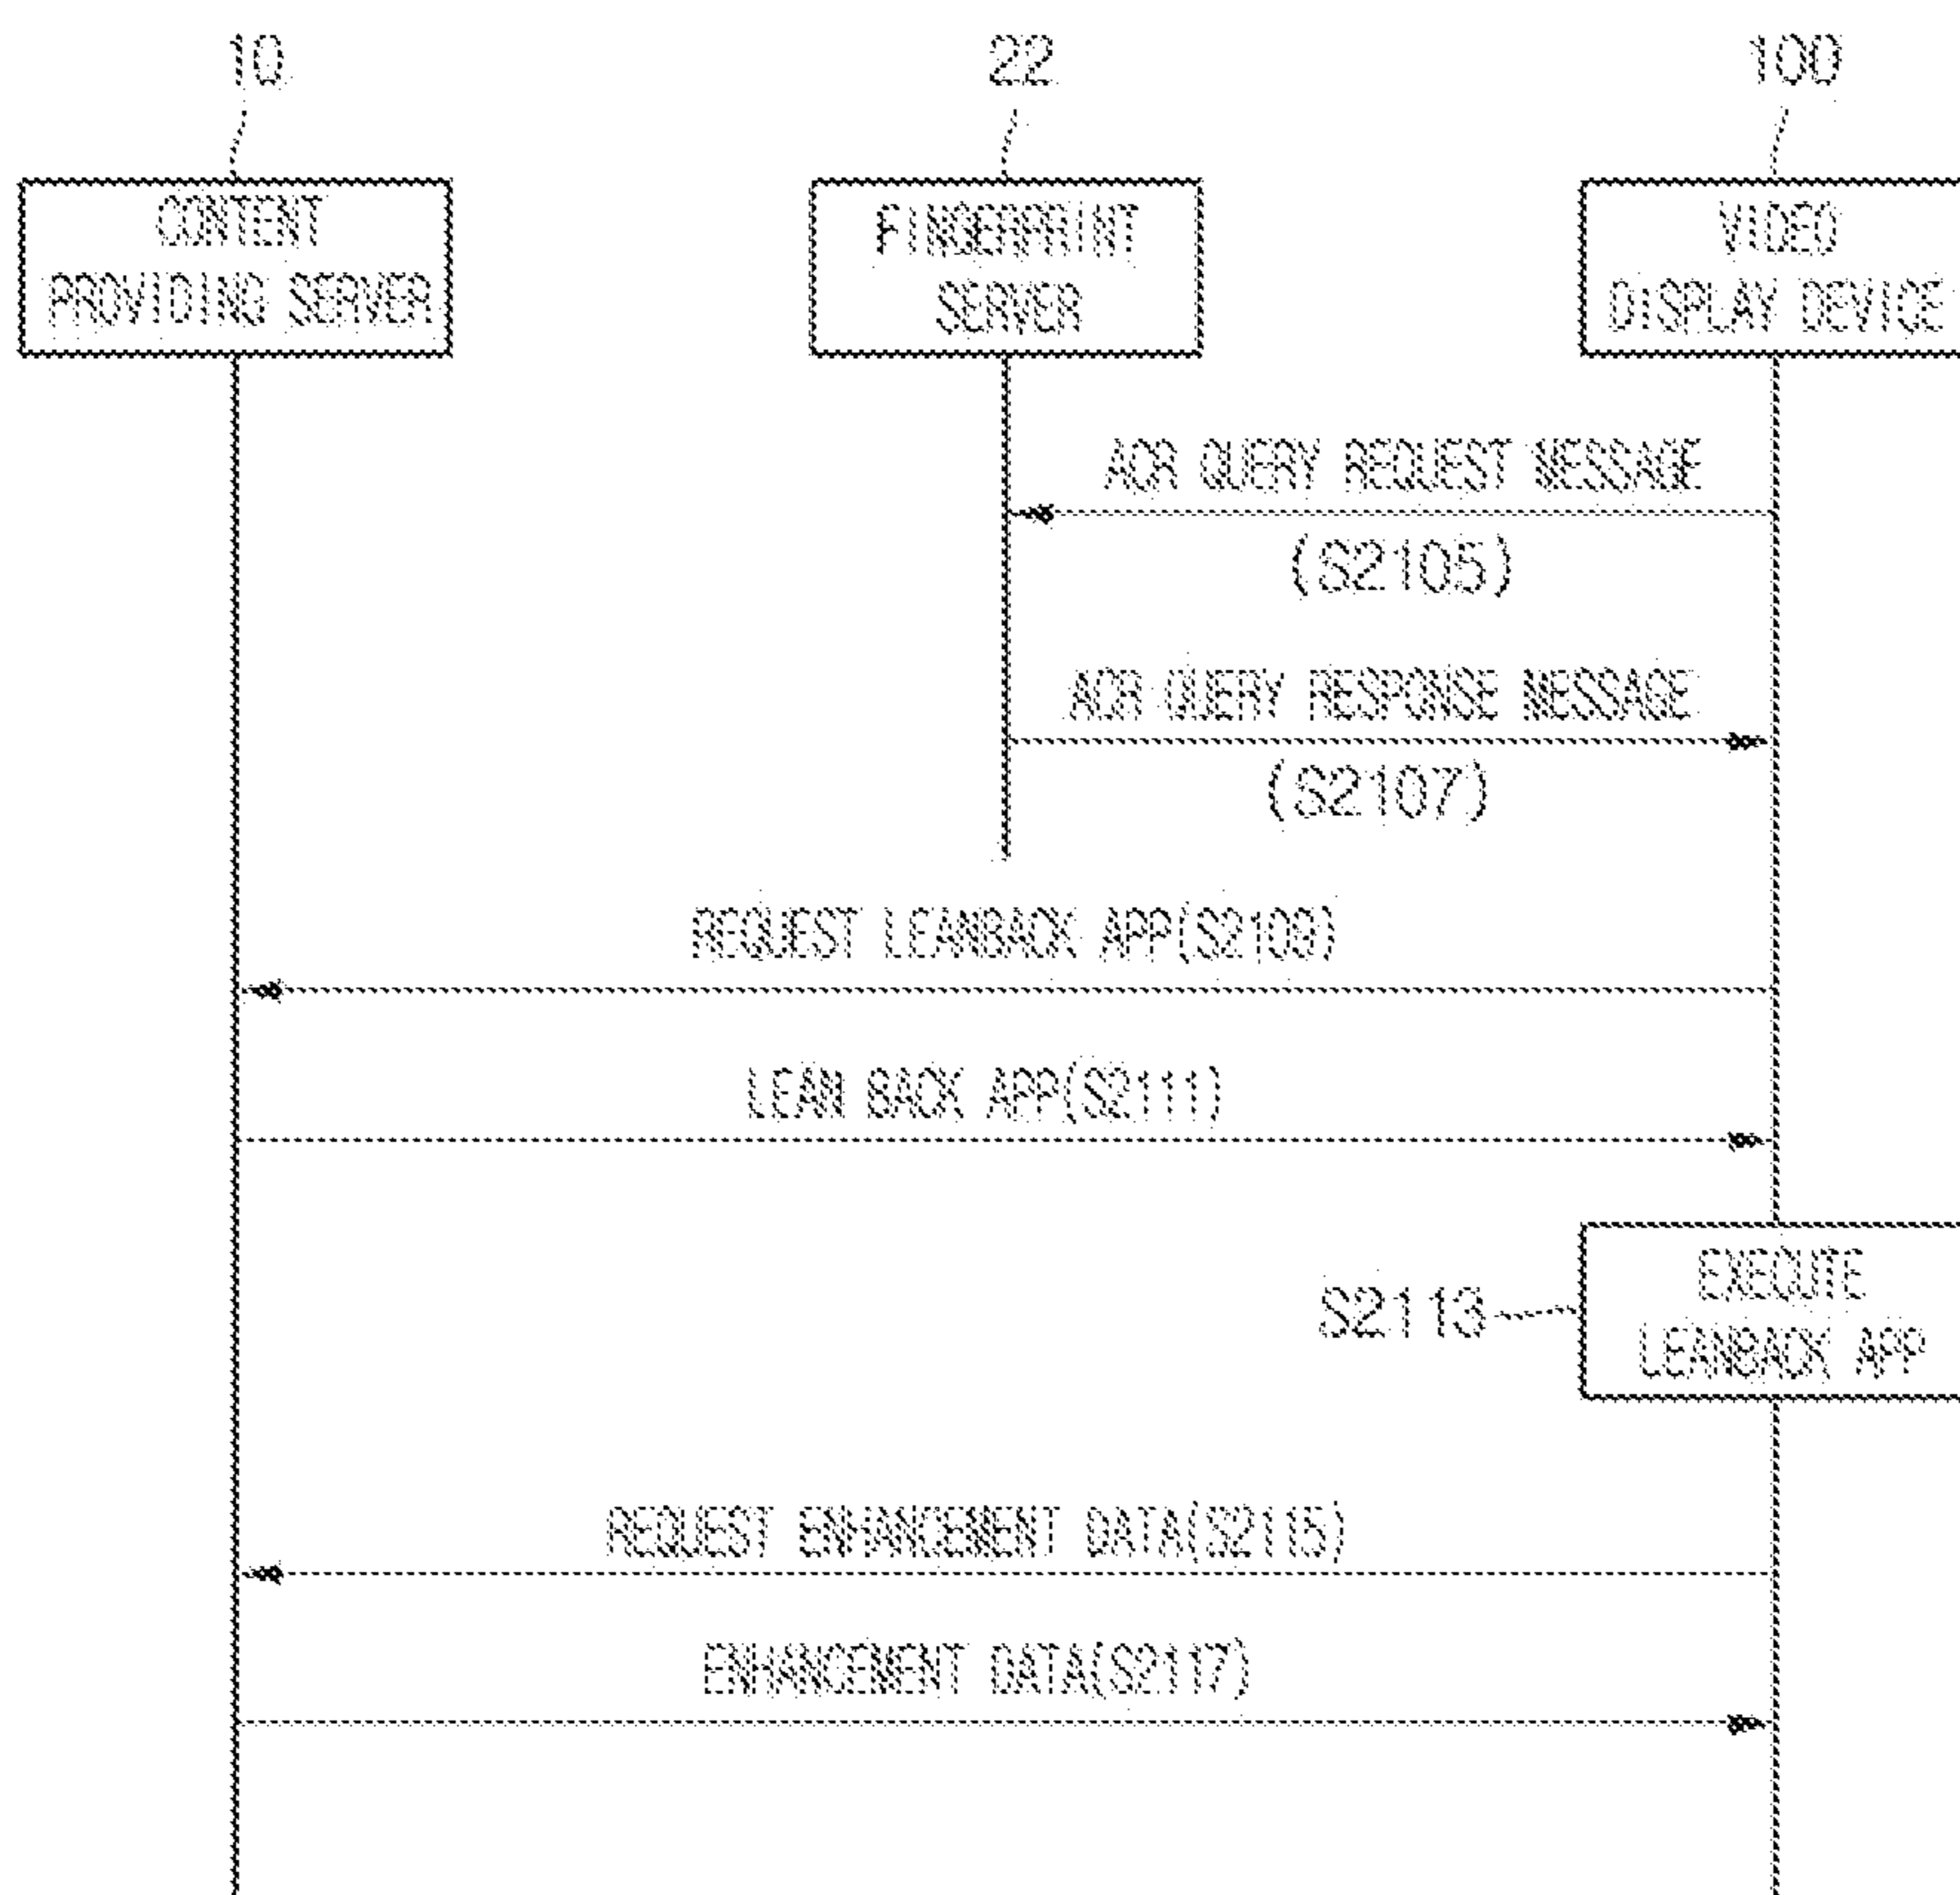 10
22
100
CONTENT
PROVIDING SERVER
FINGERPRINT
SERVER
VIDEO
DISPLAY DEVICE
ACR QUERY REQUEST MESSAGE
(S2105)
ACR QUERY RESPONSE MESSAGE
(S2107)
REQUEST LEANBACK APP(S2109)
LEAN BACK APP(S2111)
S2113
EXECUTE
LEANBACK APP
REQUEST ENHANCEMENT DATA(S2115)
ENHANCEMENT DATA(S2117)